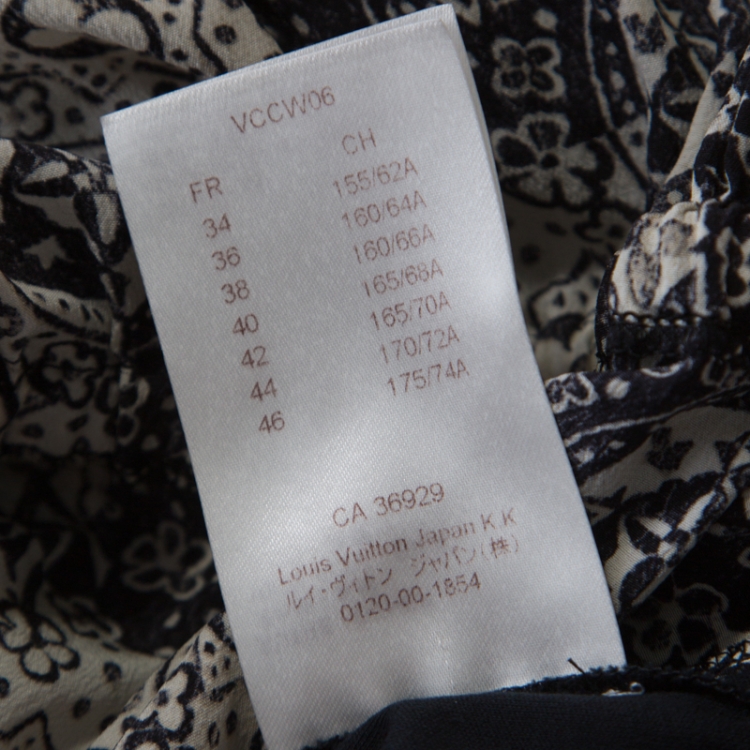 VCCW06
FR CH
34 155/62A
36 160/64A
38 160/66A
40 165/68A
42 165/70A
44 170/72A
46 175/74A
CA 36929
Louis Vuitton Japan K.K
ルイ・ヴィトン ジャパン(株)
0120-00-1854